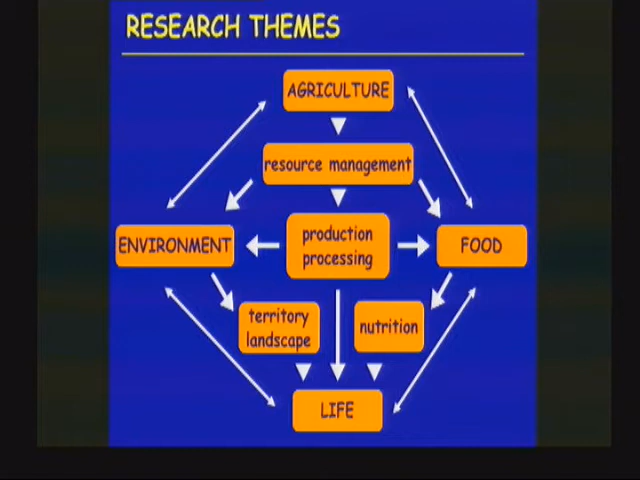 RESEARCH THEMES
AGRICULTURE
resource management
ENVIRONMENT
production
processing
FOOD
territory
landscape
nutrition
LIFE